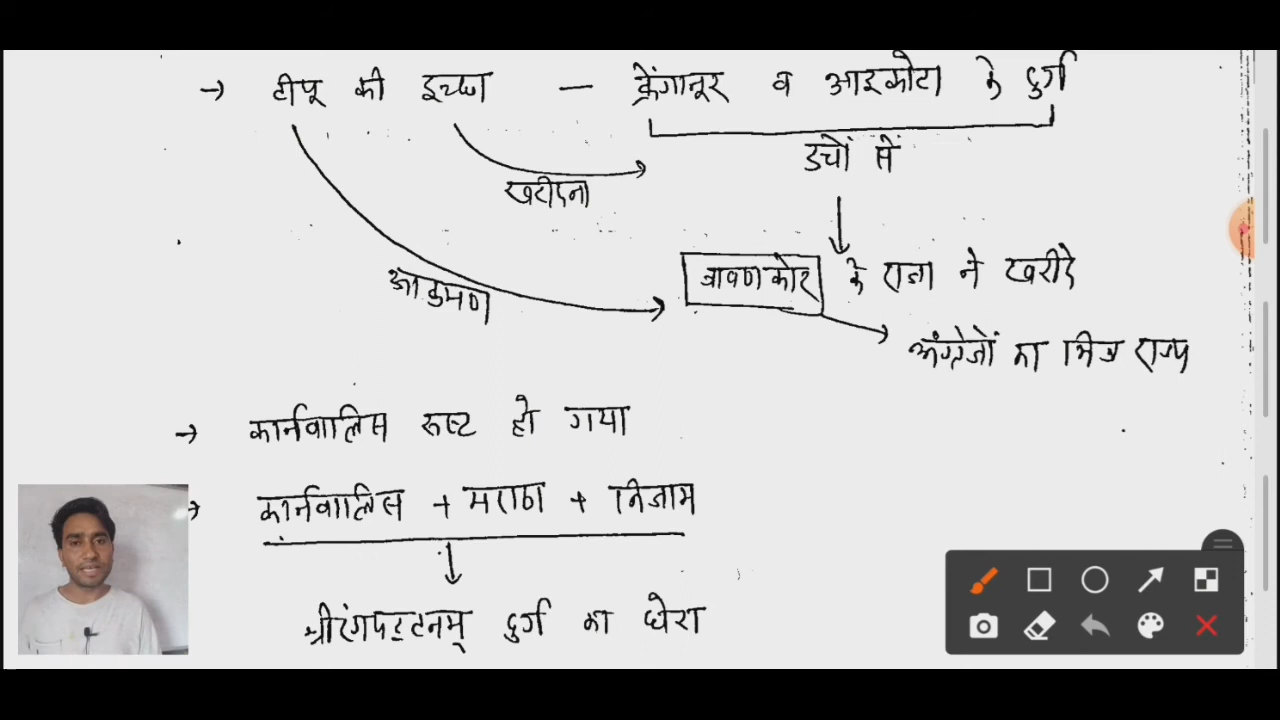 → टीपू की इच्छा — क्रेंगानूर व आइकोटा के दुर्ग
डचों से
खरीदना
त्रावणकोर के राजा ने खरीदे
आक्रमण
अंग्रेजों का मित्र राज्य
→ कार्नवालिस रूष्ट हो गया
→ कार्नवालिस + मराठा + निजाम
श्रीरंगपट्टनम् दुर्ग का घेरा